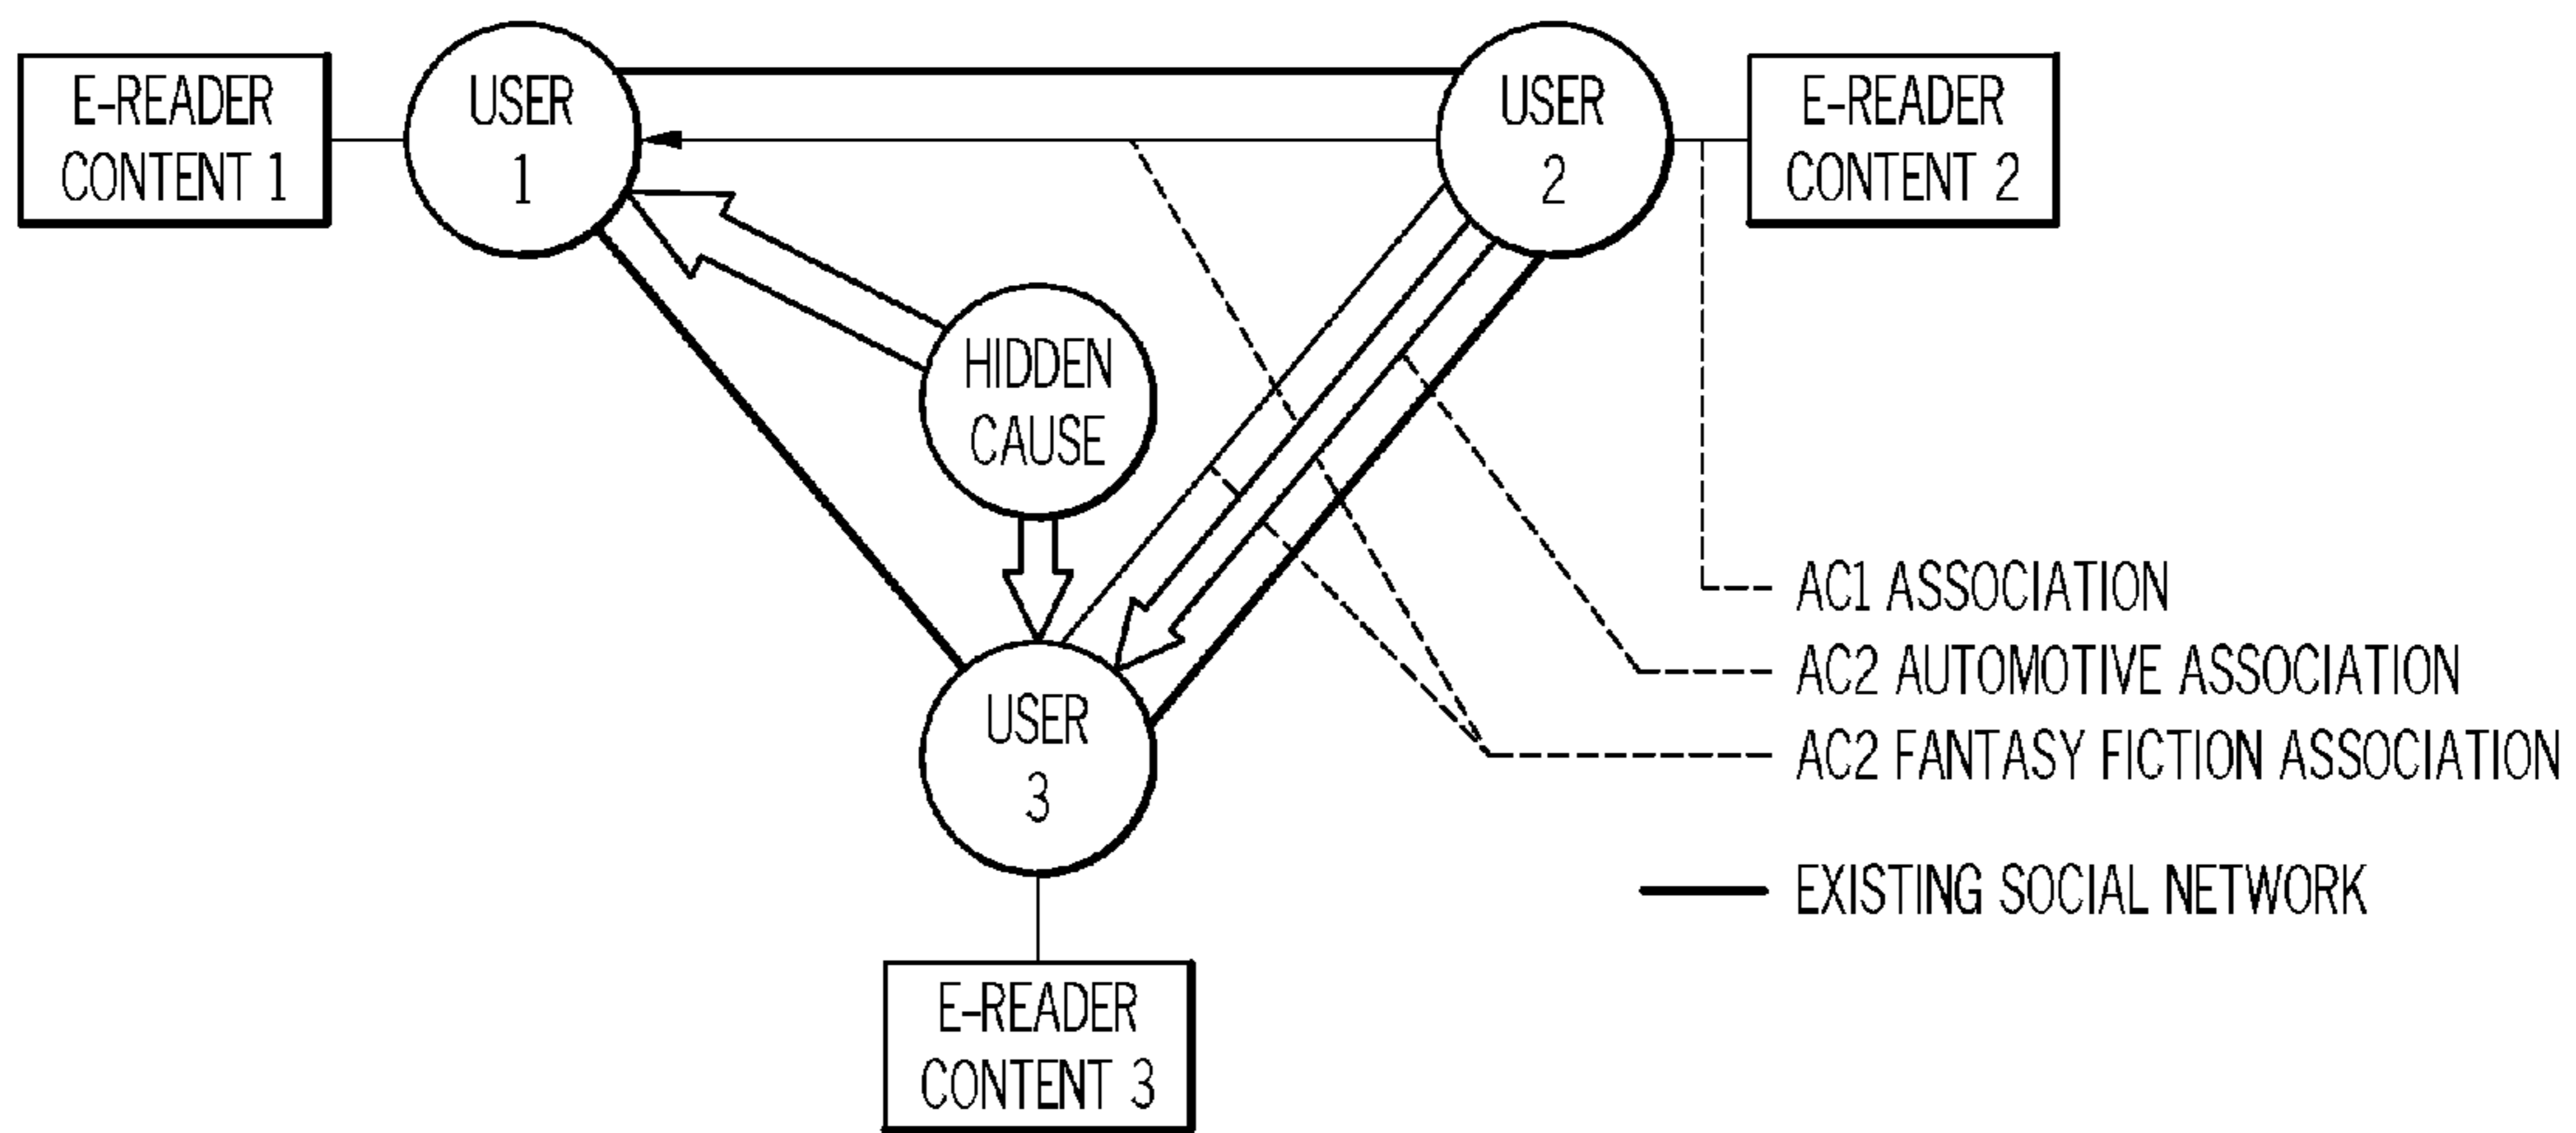 E-READER
CONTENT 1
USER
1
USER
2
E-READER
CONTENT 2
HIDDEN
CAUSE
USER
3
E-READER
CONTENT 3
AC1 ASSOCIATION
AC2 AUTOMOTIVE ASSOCIATION
AC2 FANTASY FICTION ASSOCIATION
EXISTING SOCIAL NETWORK